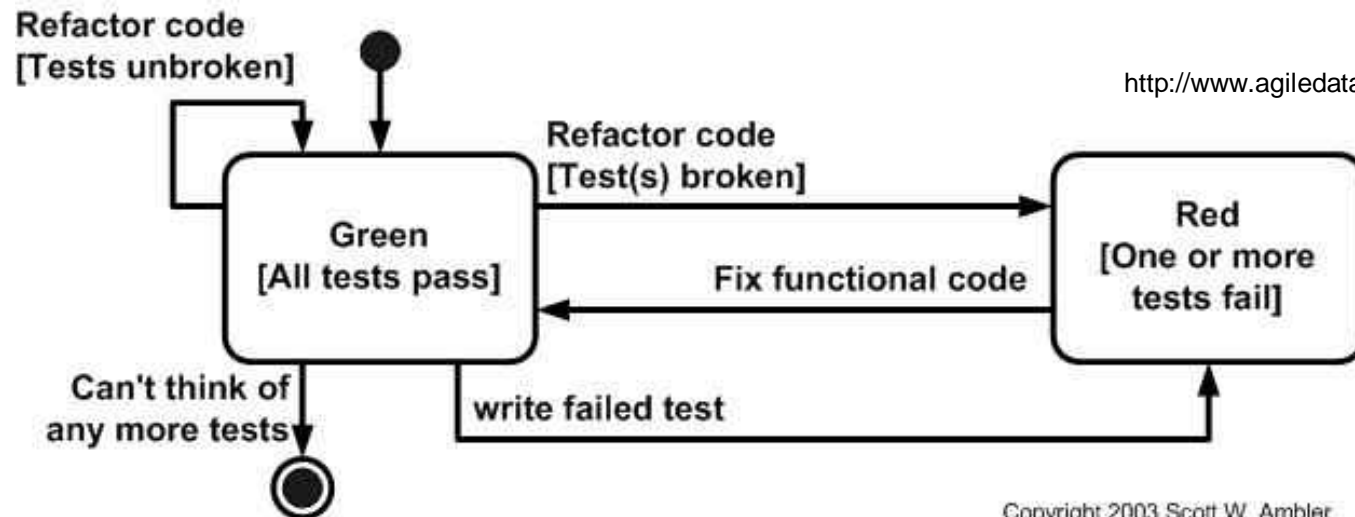 Refactor code
[Tests unbroken]
http://www.agiledata
Refactor code
[Test(s) broken]
Green
[All tests pass]
Red
[One or more
tests fail]
Fix functional code
Can't think of
any more tests
write failed test
Copyright 2003 Scott W. Ambler